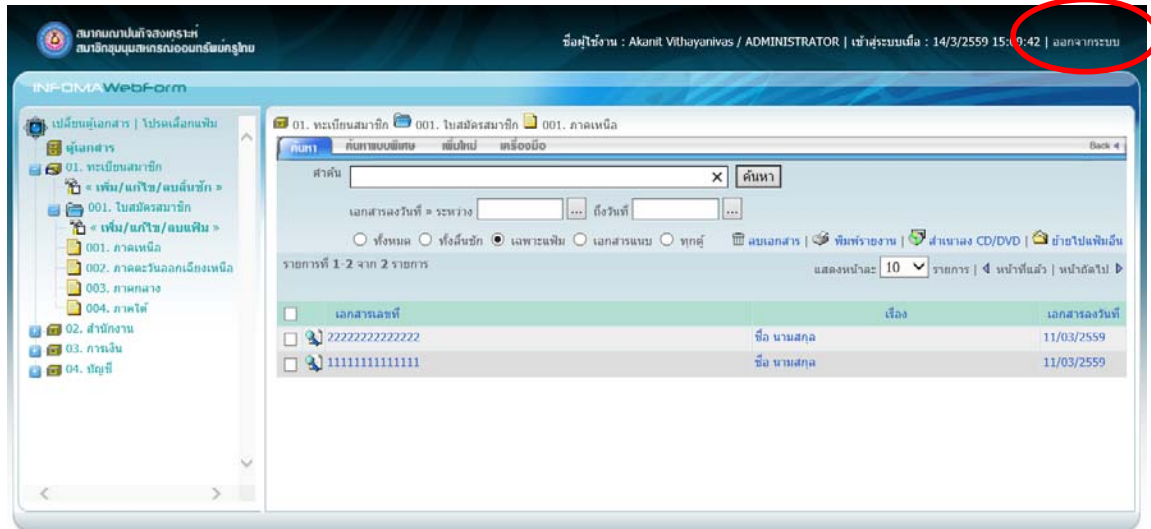 สมาคมฌาปนกิจสงเคราะห์
สมาชิกชุมนุมสหกรณ์ออมทรัพย์ครูไทย
ชื่อผู้ใช้งาน : Akanit Vithayanivas / ADMINISTRATOR | เข้าสู่ระบบเมื่อ : 14/3/2559 15:09:42 | ออกจากระบบ
INFOMA WebForm
เปลี่ยนตู้เอกสาร | โปรดเลือกแฟ้ม
ตู้เอกสาร
01. ทะเบียนสมาชิก
« เพิ่ม/แก้ไข/ลบลิ้นชัก »
001. ใบสมัครสมาชิก
« เพิ่ม/แก้ไข/ลบแฟ้ม »
001. ภาคเหนือ
002. ภาคตะวันออกเฉียงเหนือ
003. ภาคกลาง
004. ภาคใต้
02. สำนักงาน
03. การเงิน
04. บัญชี
01. ทะเบียนสมาชิก 001. ใบสมัครสมาชิก 001. ภาคเหนือ
ค้นหา ค้นหาแบบพิเศษ เพิ่มใหม่ เครื่องมือ Back
คำค้น ค้นหา
เอกสารลงวันที่ » ระหว่าง ... ถึงวันที่ ...
ทั้งหมด ทั้งลิ้นชัก เฉพาะแฟ้ม เอกสารแนบ ทุกตู้ ลบเอกสาร | พิมพ์รายงาน | สำเนาลง CD/DVD | ย้ายไปแฟ้มอื่น
รายการที่ 1-2 จาก 2 รายการ แสดงหน้าละ 10 รายการ | หน้าที่แล้ว | หน้าถัดไป
เอกสารเลขที่ เรื่อง เอกสารลงวันที่
22222222222222 ชื่อ นามสกุล 11/03/2559
11111111111111 ชื่อ นามสกุล 11/03/2559